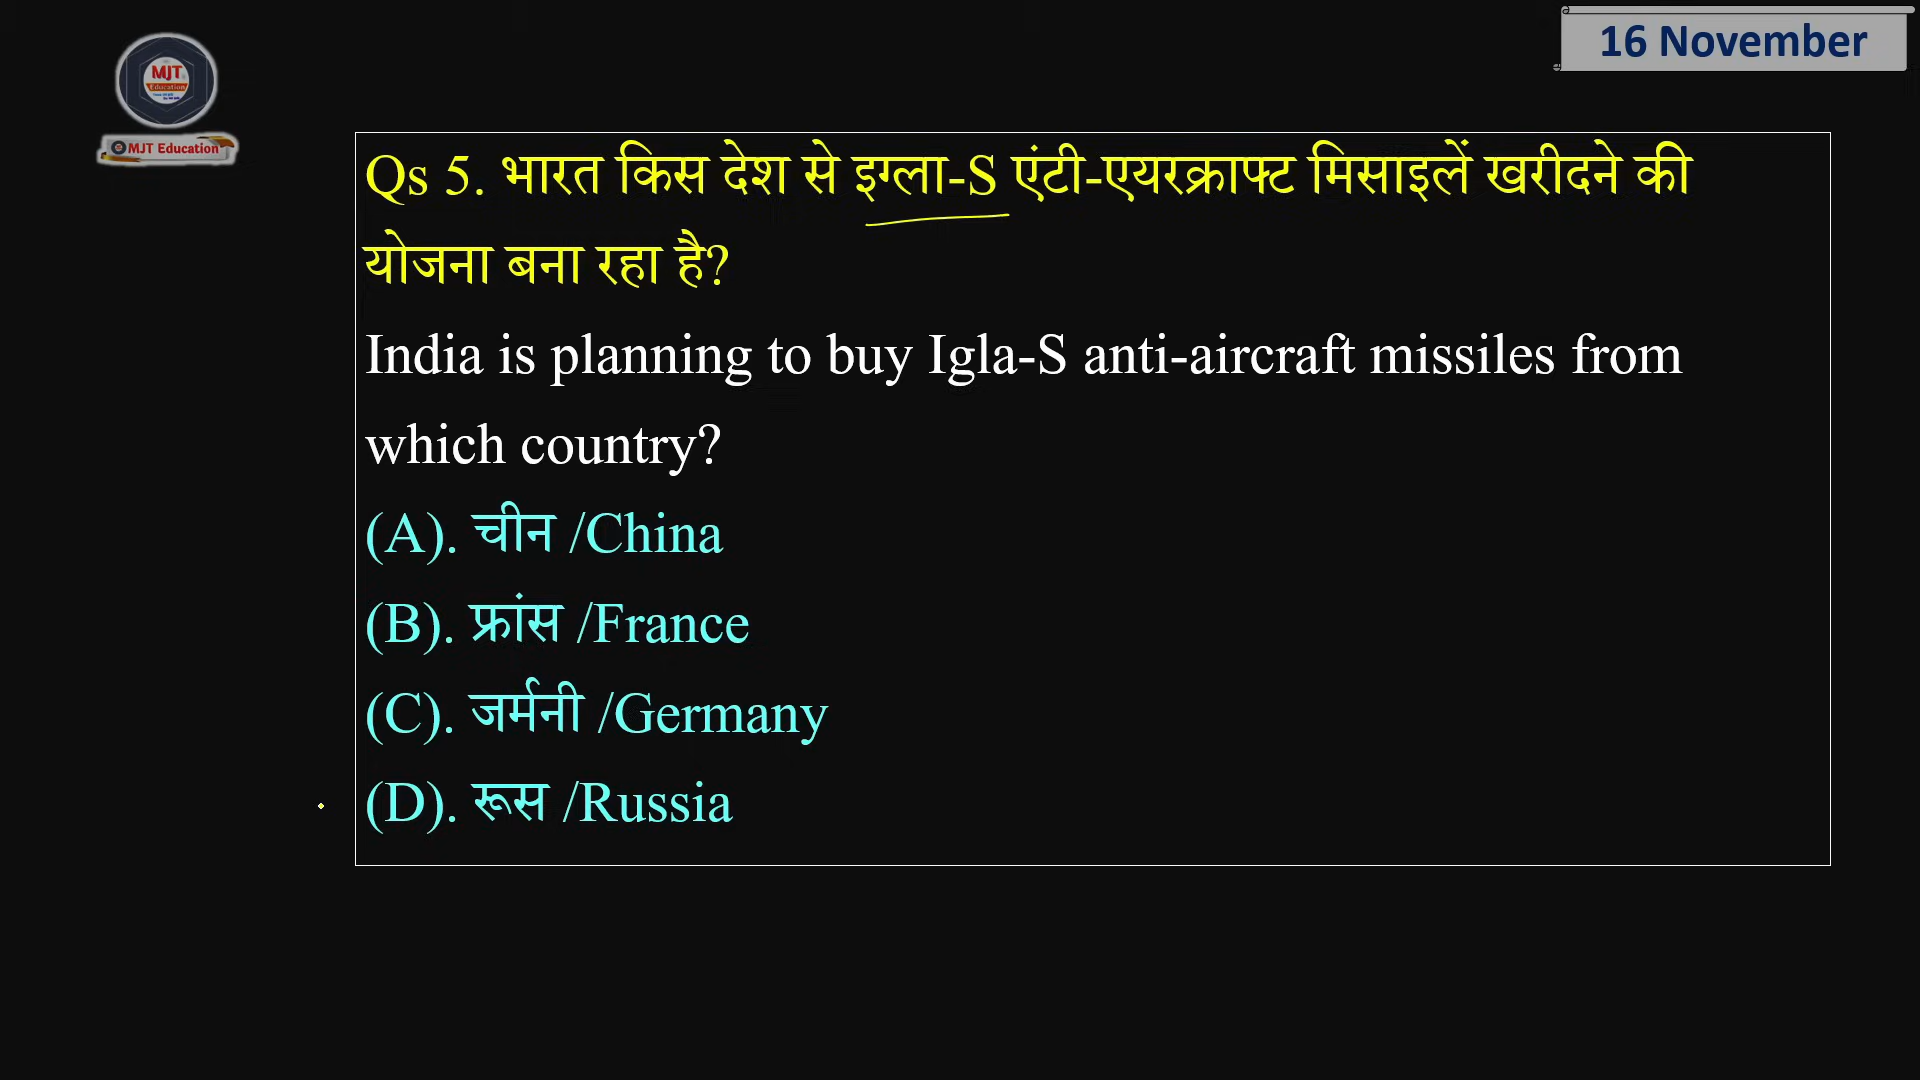 16 November
MJT
Education
MJT Education
Qs 5. भारत किस देश से इग्ला-S एंटी-एयरक्राफ्ट मिसाइलें खरीदने की
योजना बना रहा है?
India is planning to buy Igla-S anti-aircraft missiles from
which country?
(A). चीन /China
(B). फ्रांस /France
(C). जर्मनी /Germany
(D). रूस /Russia